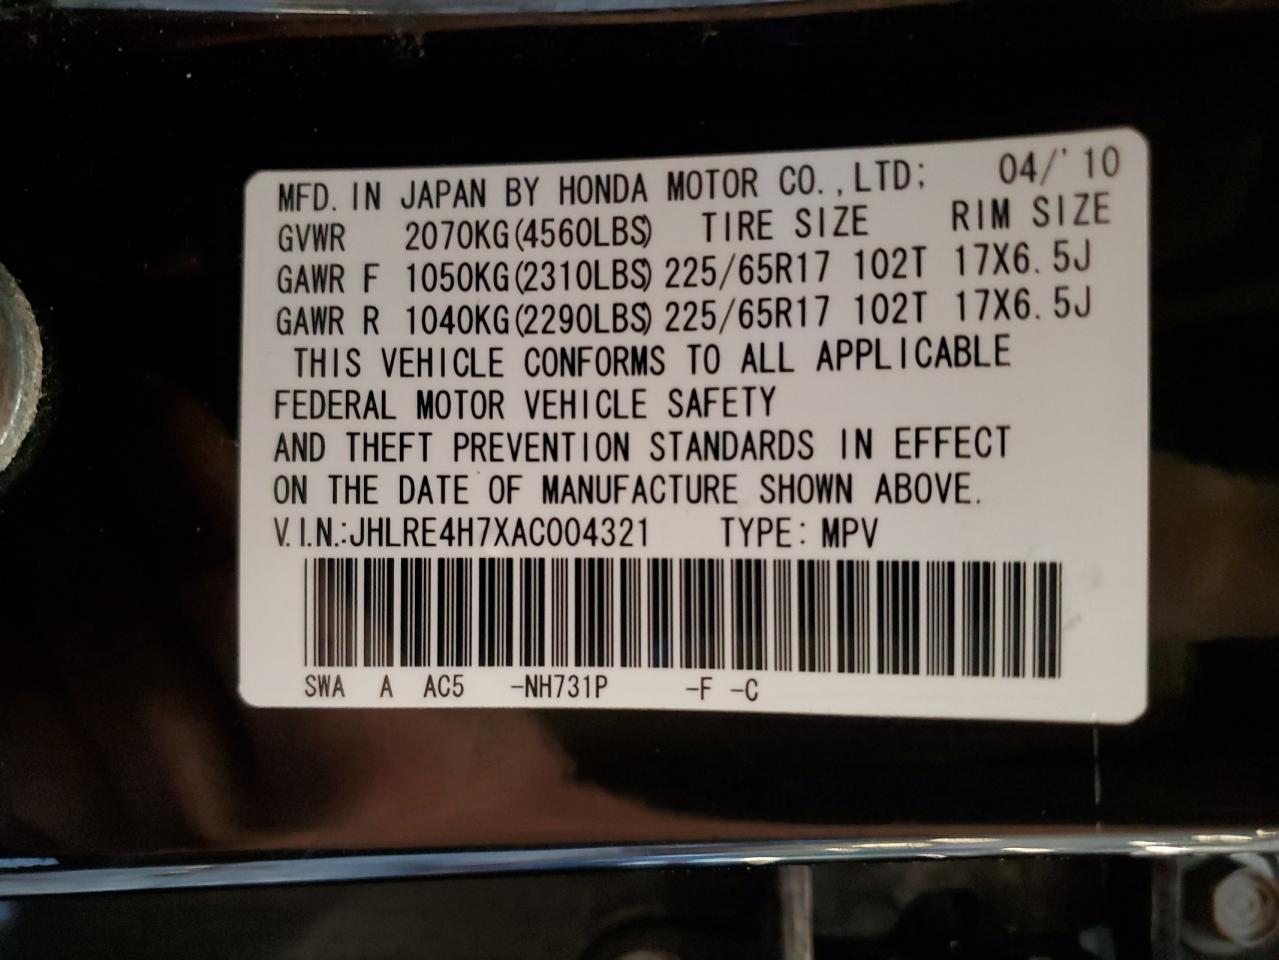 MFD. IN JAPAN BY HONDA MOTOR CO.,LTD; 04/'10
GVWR 2070KG(4560LBS) TIRE SIZE RIM SIZE
GAWR F 1050KG(2310LBS) 225/65R17 102T 17X6.5J
GAWR R 1040KG(2290LBS) 225/65R17 102T 17X6.5J
THIS VEHICLE CONFORMS TO ALL APPLICABLE
FEDERAL MOTOR VEHICLE SAFETY
AND THEFT PREVENTION STANDARDS IN EFFECT
ON THE DATE OF MANUFACTURE SHOWN ABOVE.
V.I.N.:JHLRE4H7XAC004321 TYPE: MPV
SWA A AC5 -NH731P -F -C